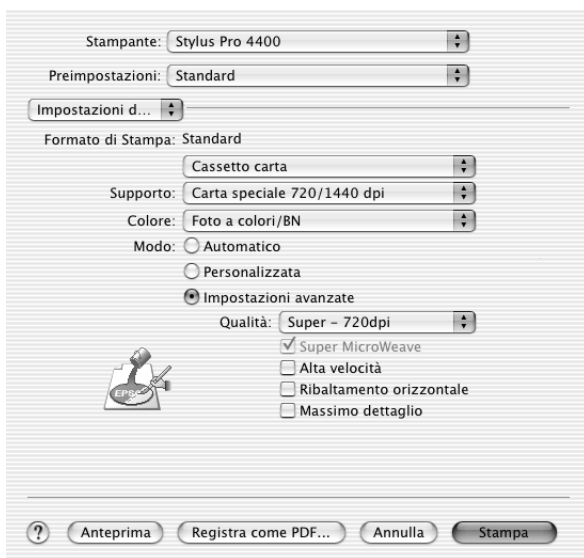 Stampante: Stylus Pro 4400
Preimpostazioni: Standard
Impostazioni d...
Formato di Stampa: Standard
Cassetto carta
Supporto: Carta speciale 720/1440 dpi
Colore: Foto a colori/BN
Modo: Automatico
Personalizzata
Impostazioni avanzate
Qualità: Super – 720dpi
Super MicroWeave
Alta velocità
Ribaltamento orizzontale
Massimo dettaglio
? Anteprima Registra come PDF... Annulla Stampa